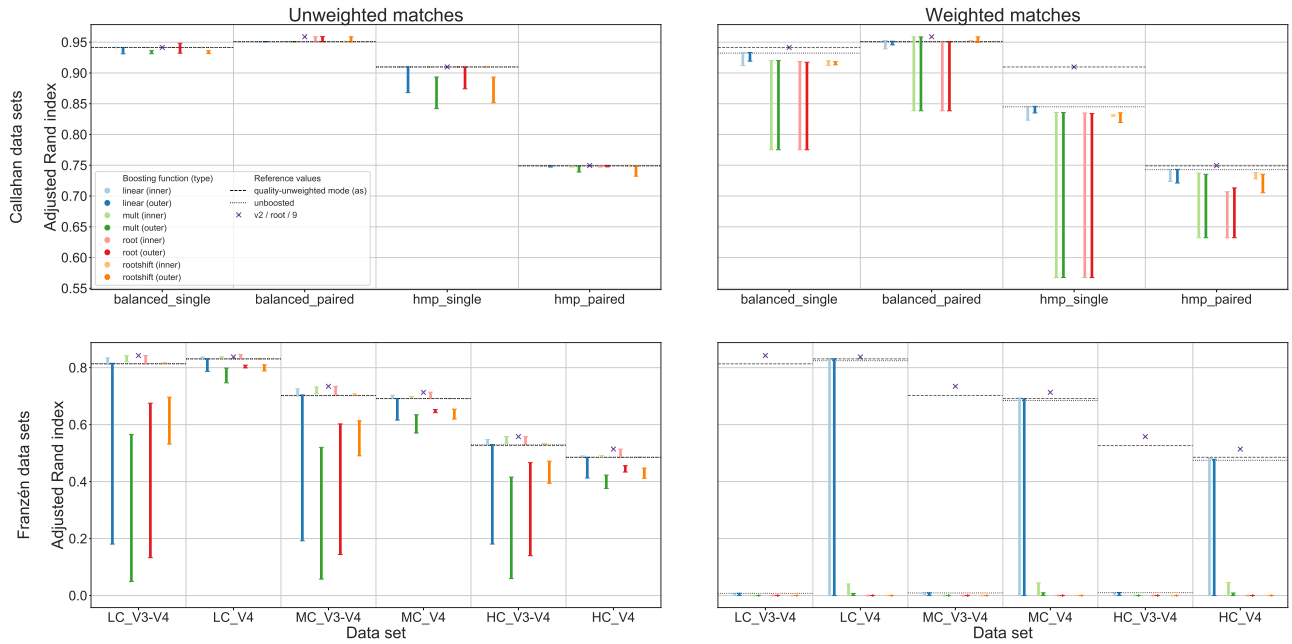 Unweighted matches
Weighted matches
Callahan data sets
Adjusted Rand index
0.95
0.90
0.85
0.80
0.75
0.70
0.65
0.60
0.55
Boosting function (type)
linear (inner)
linear (outer)
mult (inner)
mult (outer)
root (inner)
root (outer)
rootshift (inner)
rootshift (outer)
Reference values
quality-unweighted mode (as)
unboosted
v2 / root / 9
balanced_single balanced_paired hmp_single hmp_paired
balanced_single balanced_paired hmp_single hmp_paired
Franzén data sets
Adjusted Rand index
0.8
0.6
0.4
0.2
0.0
LC_V3-V4 LC_V4 MC_V3-V4 MC_V4 HC_V3-V4 HC_V4
Data set
LC_V3-V4 LC_V4 MC_V3-V4 MC_V4 HC_V3-V4 HC_V4
Data set